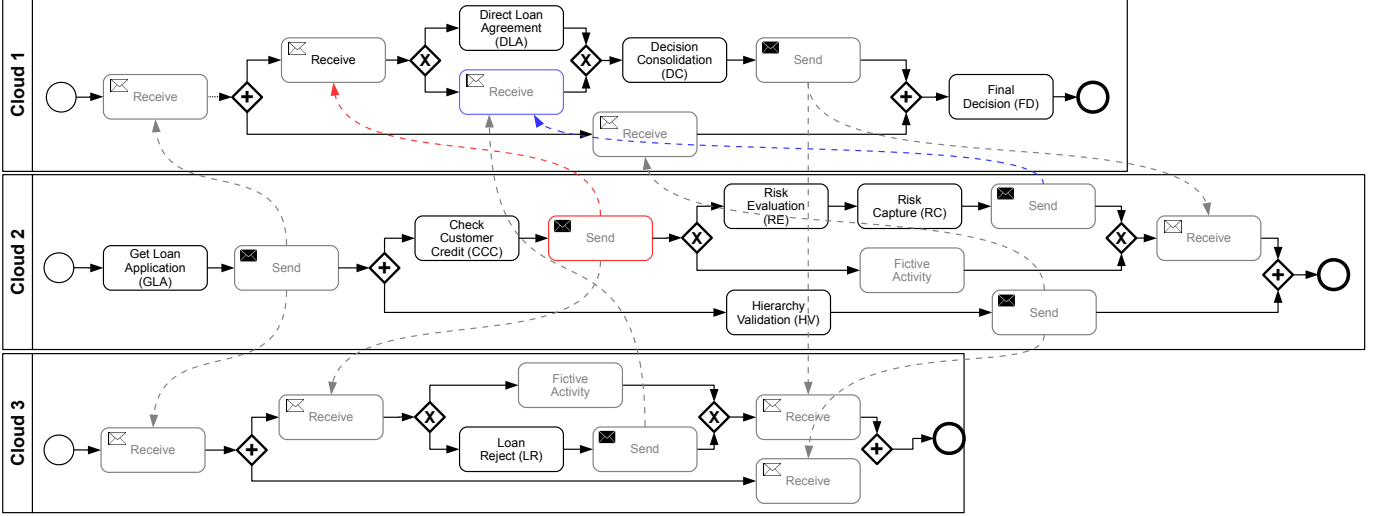 Cloud 1
Receive
Receive
X
Direct Loan
Agreement
(DLA)
Receive
X
Decision
Consolidation
(DC)
Send
Receive
Final
Decision (FD)
Cloud 2
Get Loan
Application
(GLA)
Send
Check
Customer
Credit (CCC)
Send
X
Risk
Evaluation
(RE)
Risk
Capture (RC)
Send
Fictive
Activity
X
Receive
Hierarchy
Validation (HV)
Send
Cloud 3
Receive
Receive
X
Fictive
Activity
Loan
Reject (LR)
Send
X
Receive
Receive